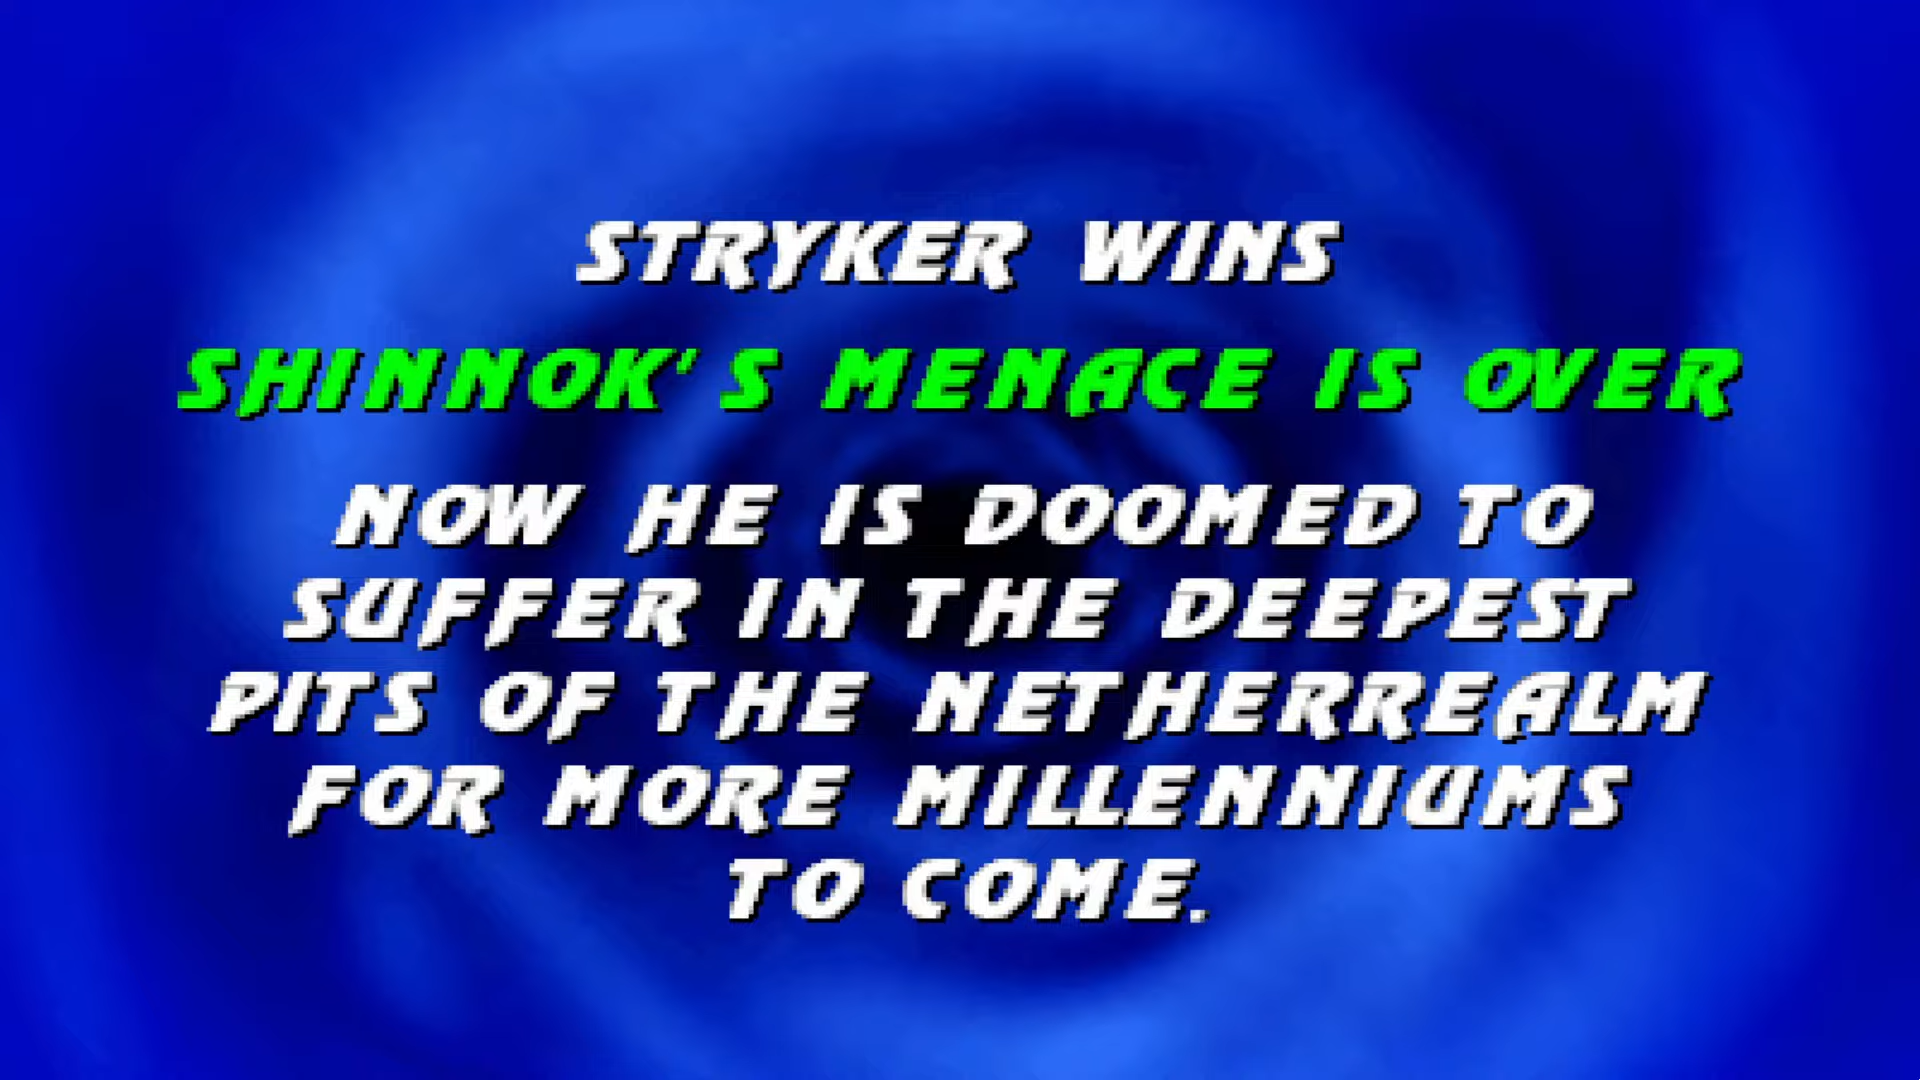 STRYKER WINS
SHINNOK'S MENACE IS OVER
NOW HE IS DOOMED TO
SUFFER IN THE DEEPEST
PITS OF THE NETHERREALM
FOR MORE MILLENNIUMS
TO COME.